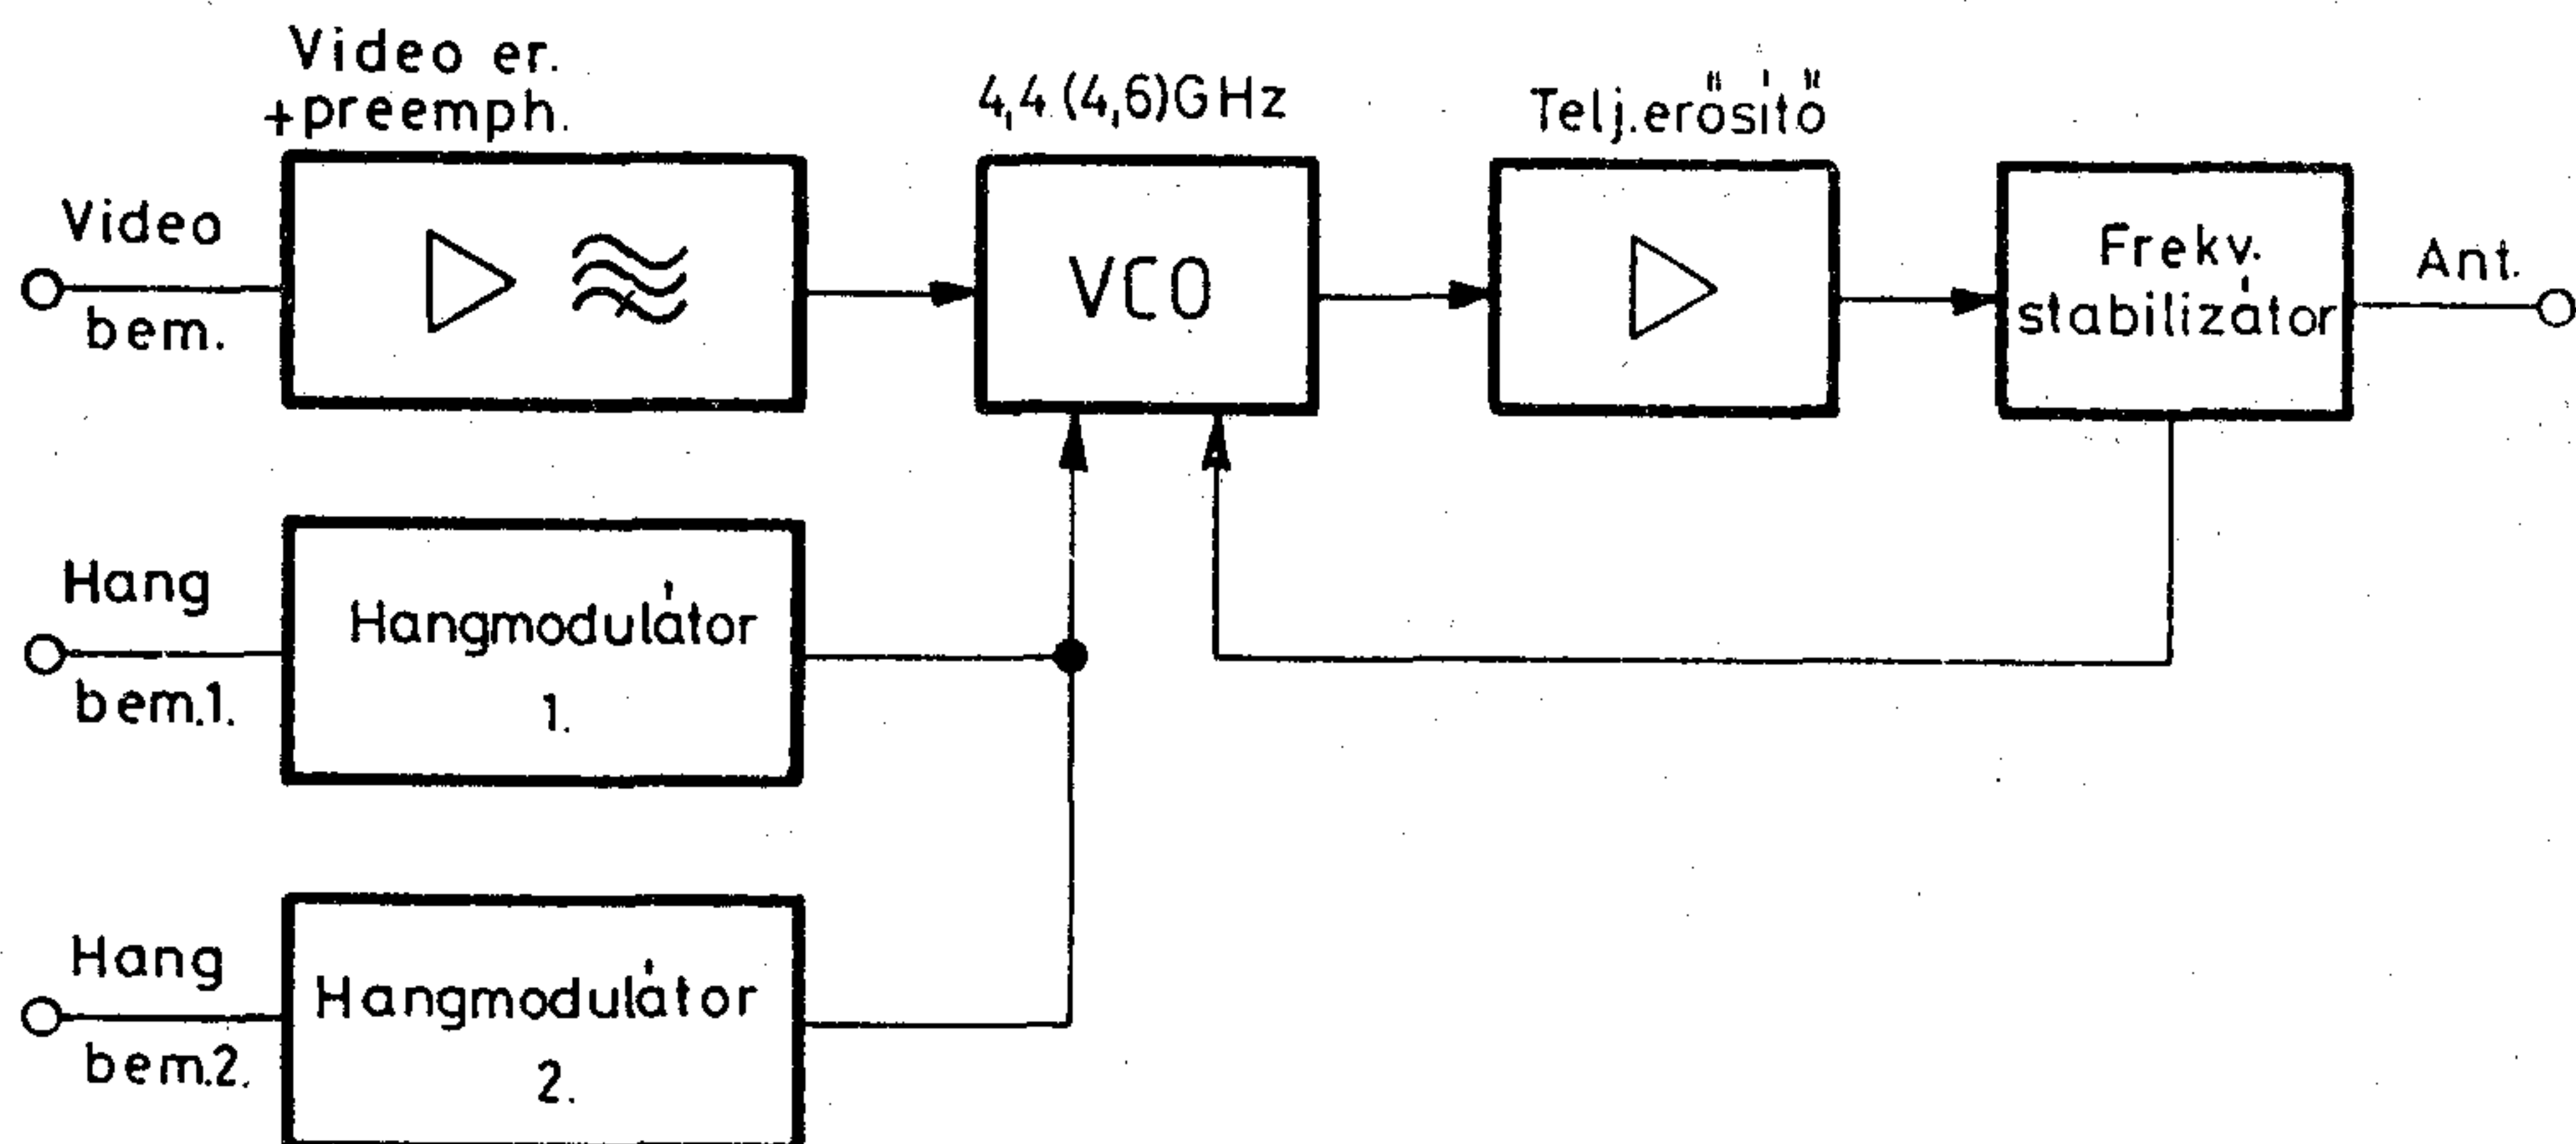 Video er.
+preemph.
4,4 (4,6)GHz
Telj.erősítő
Video
bem.
VCO
Frekv.
stabilizátor
Ant.
Hang
bem.1.
Hangmodulátor
1.
Hang
bem.2.
Hangmodulátor
2.